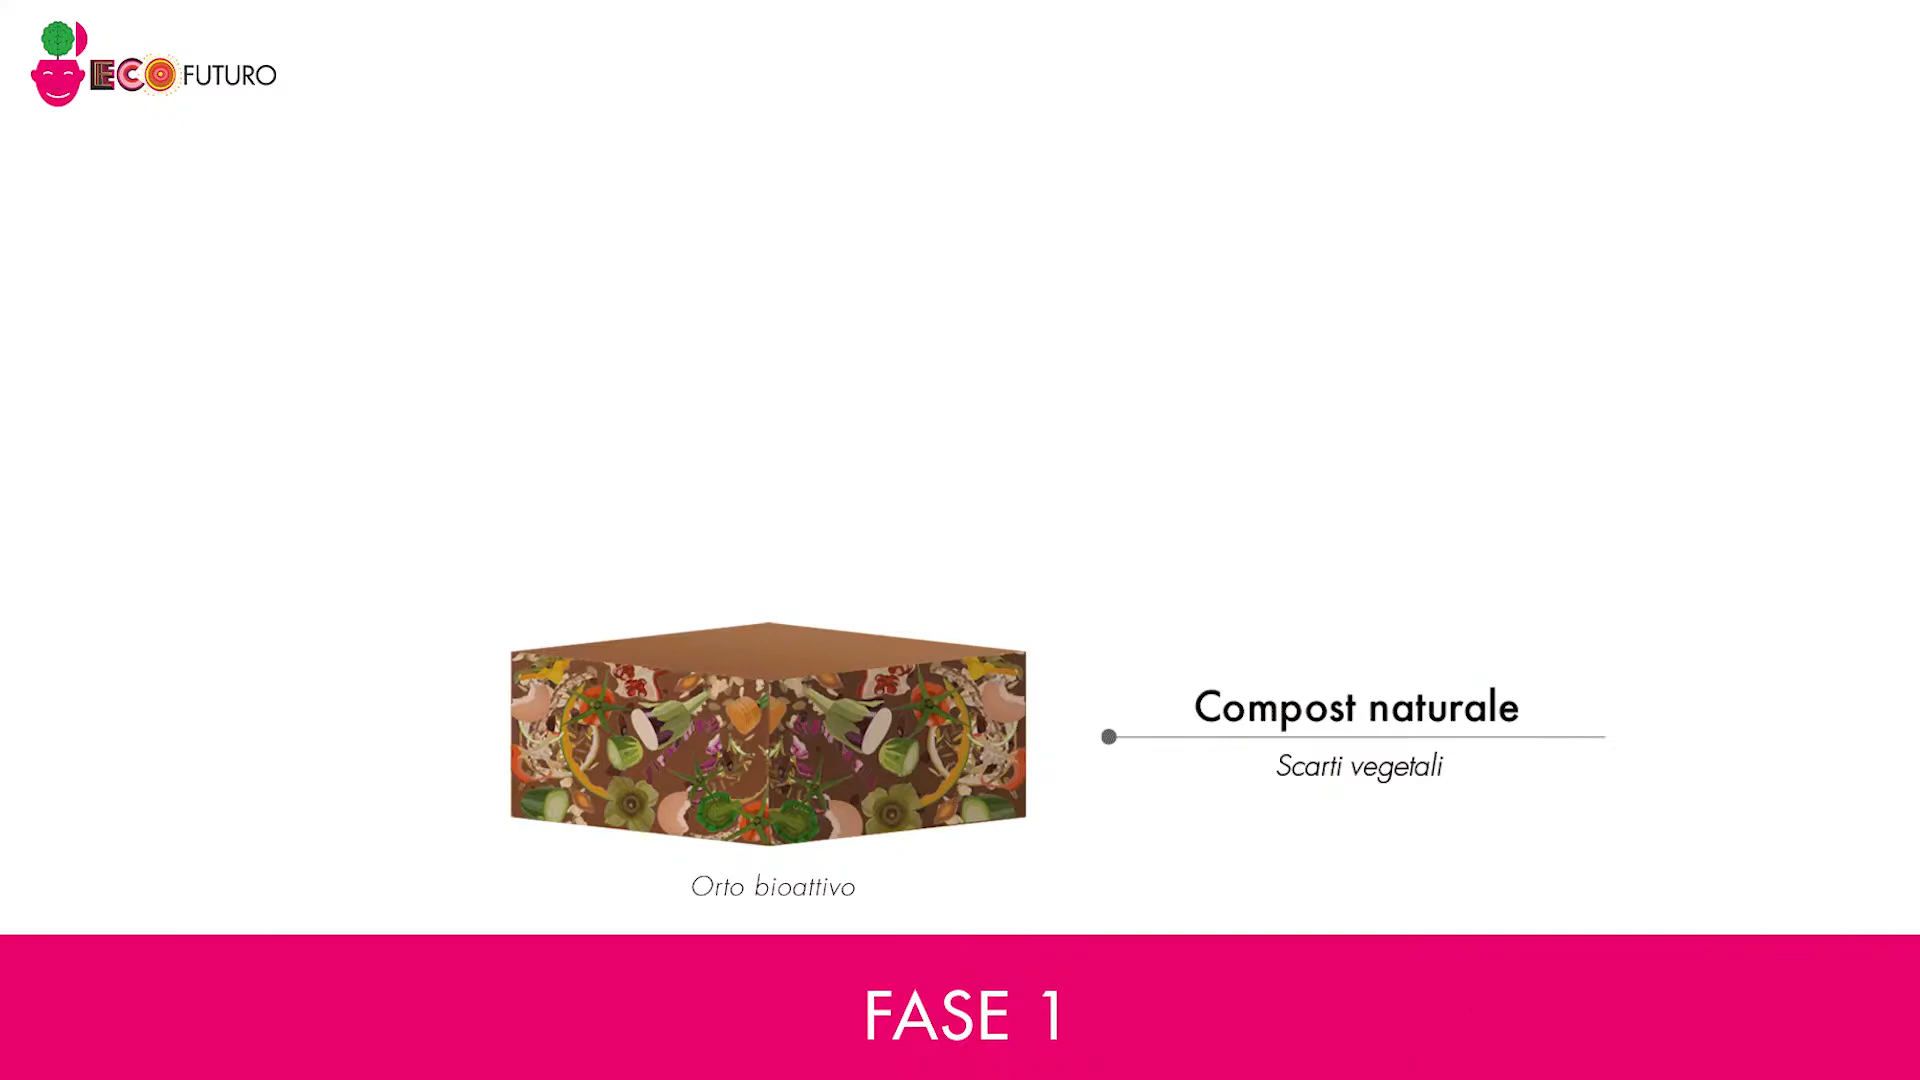 ECO FUTURO
Compost naturale
Scarti vegetali
Orto bioattivo
FASE 1